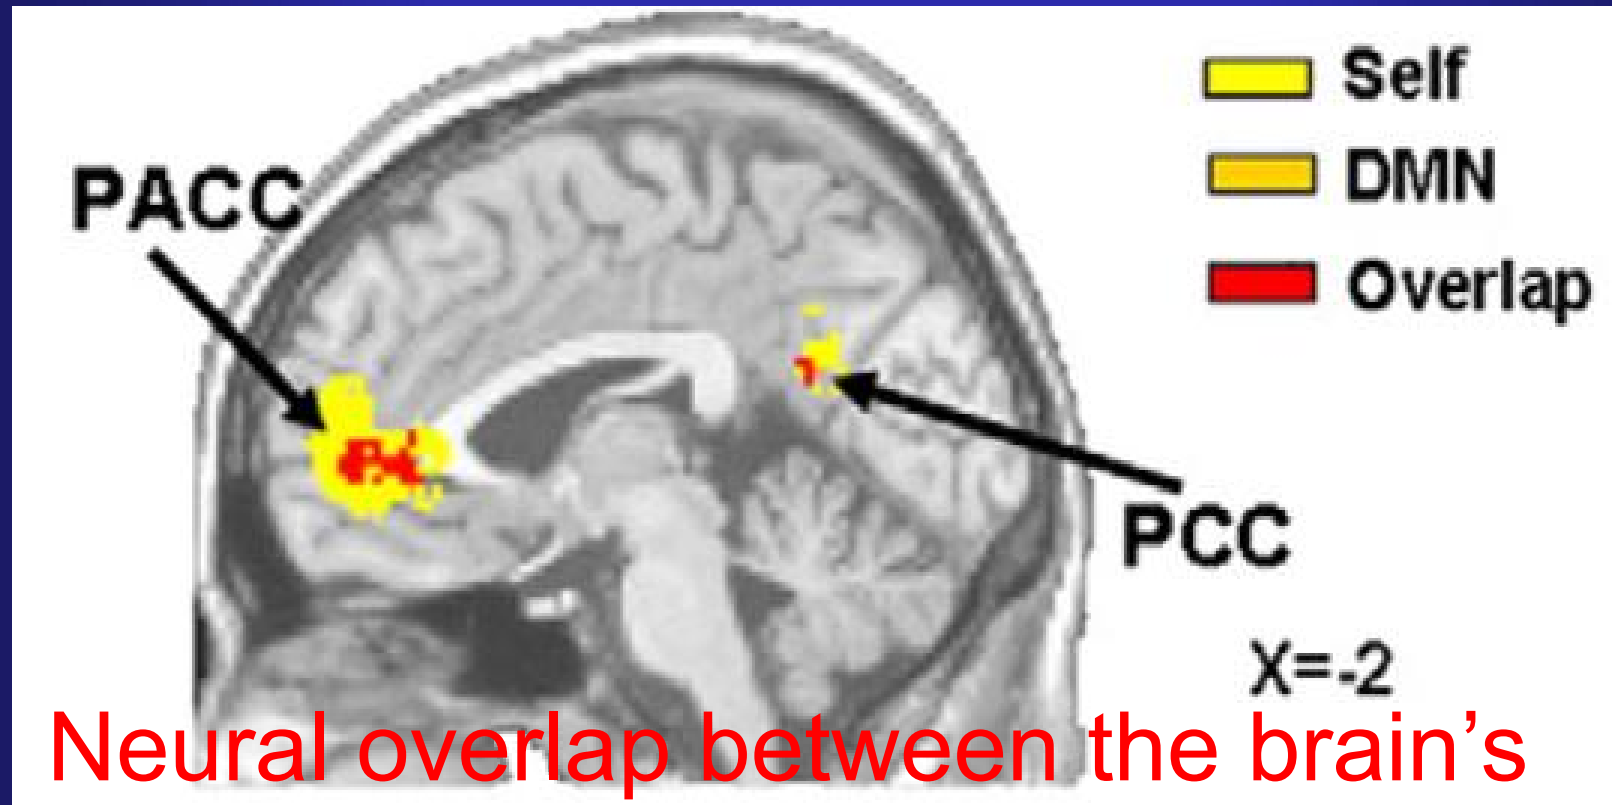 Self
DMN
Overlap
PACC
PCC
X=-2
Neural overlap between the brain’s